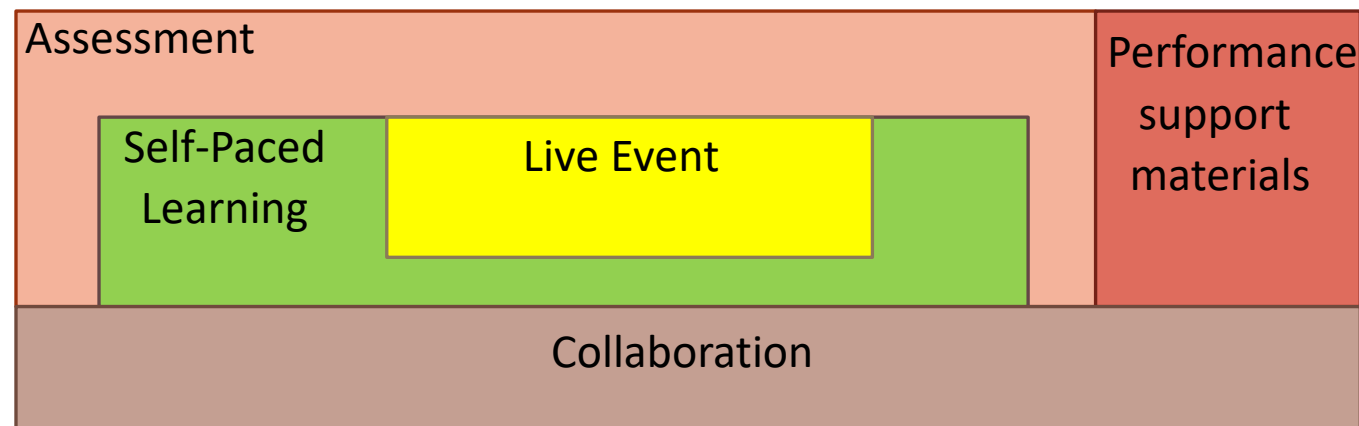 Assessment
Performance
support
materials
Self-Paced
Learning
Live Event
Collaboration